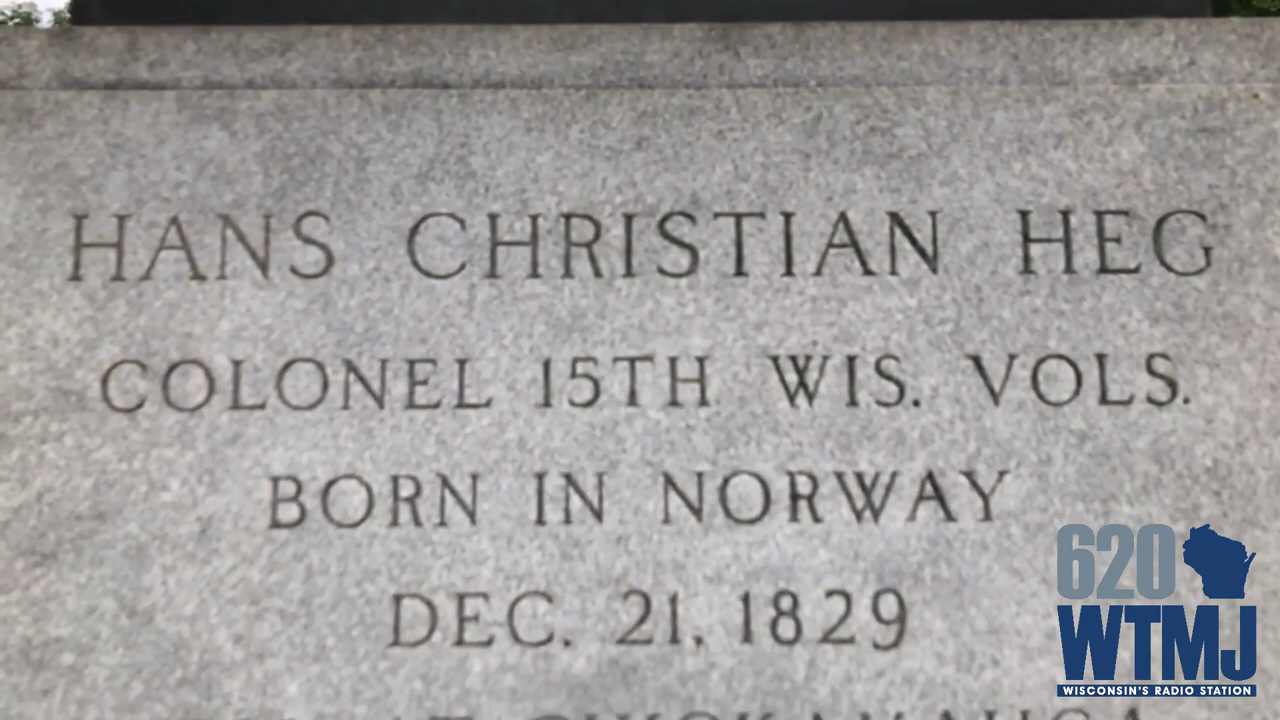 HANS CHRISTIAN HEG
COLONEL 15TH WIS. VOLS.
BORN IN NORWAY
DEC. 21, 1829
620
WTMJ
WISCONSIN'S RADIO STATION